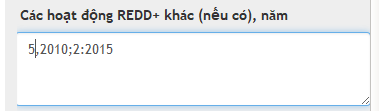 Các hoạt động REDD+ khác (nếu có), năm
5,2010;2:2015